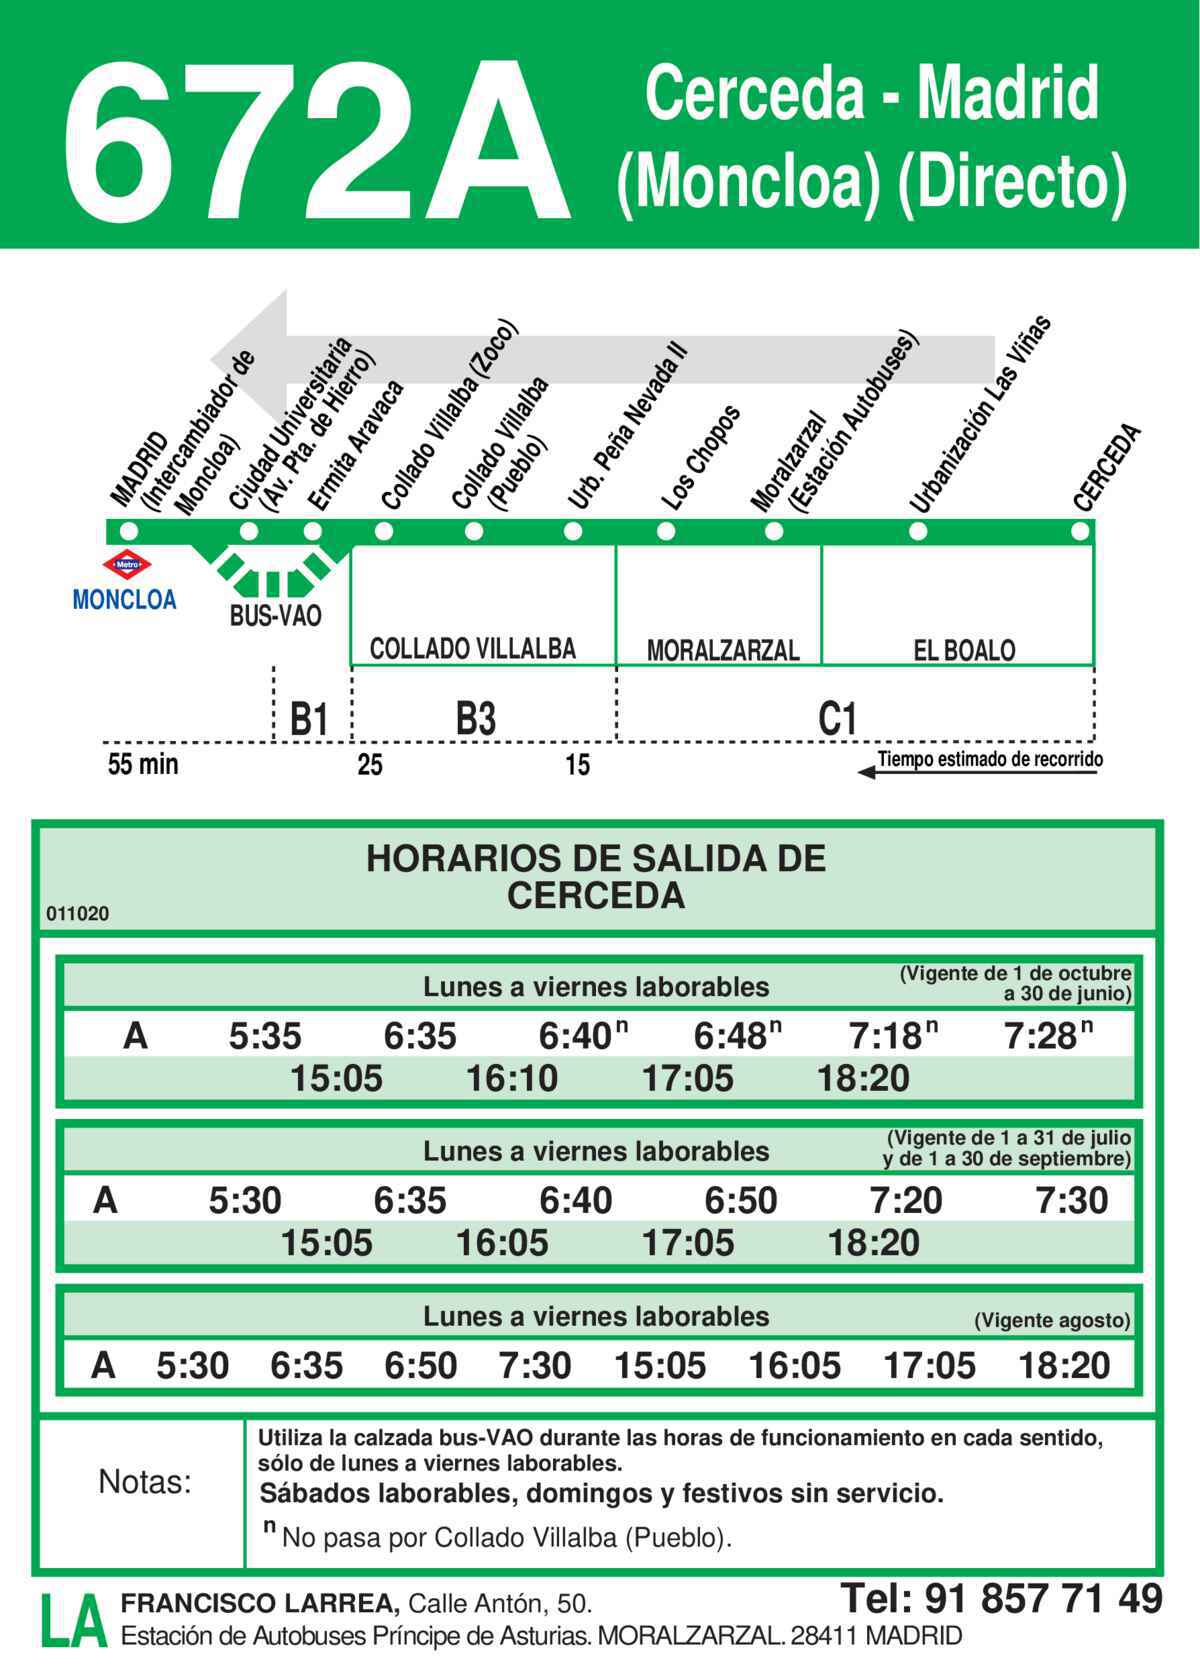 672A
Cerceda - Madrid
(Moncloa) (Directo)
MADRID
(Intercambiador de
Moncloa)
Ciudad Universitaria
(Av. Pta. de Hierro)
Ermita Aravaca
Collado Villalba (Zoco)
Collado Villalba
(Pueblo)
Urb. Peña Nevada II
Los Chopos
Moralzarzal
(Estación Autobuses)
Urbanización Las Viñas
CERCEDA
Metro
MONCLOA
BUS-VAO
COLLADO VILLALBA
MORALZARZAL
EL BOALO
B1
B3
C1
55 min
25
15
Tiempo estimado de recorrido
HORARIOS DE SALIDA DE
CERCEDA
011020
Lunes a viernes laborables
(Vigente de 1 de octubre
a 30 de junio)
A 5:35 6:35 6:40ⁿ 6:48ⁿ 7:18ⁿ 7:28ⁿ
15:05 16:10 17:05 18:20
Lunes a viernes laborables
(Vigente de 1 a 31 de julio
y de 1 a 30 de septiembre)
A 5:30 6:35 6:40 6:50 7:20 7:30
15:05 16:05 17:05 18:20
Lunes a viernes laborables
(Vigente agosto)
A 5:30 6:35 6:50 7:30 15:05 16:05 17:05 18:20
Notas:
Utiliza la calzada bus-VAO durante las horas de funcionamiento en cada sentido,
sólo de lunes a viernes laborables.
Sábados laborables, domingos y festivos sin servicio.
ⁿ No pasa por Collado Villalba (Pueblo).
LA
FRANCISCO LARREA, Calle Antón, 50.
Tel: 91 857 71 49
Estación de Autobuses Príncipe de Asturias. MORALZARZAL. 28411 MADRID